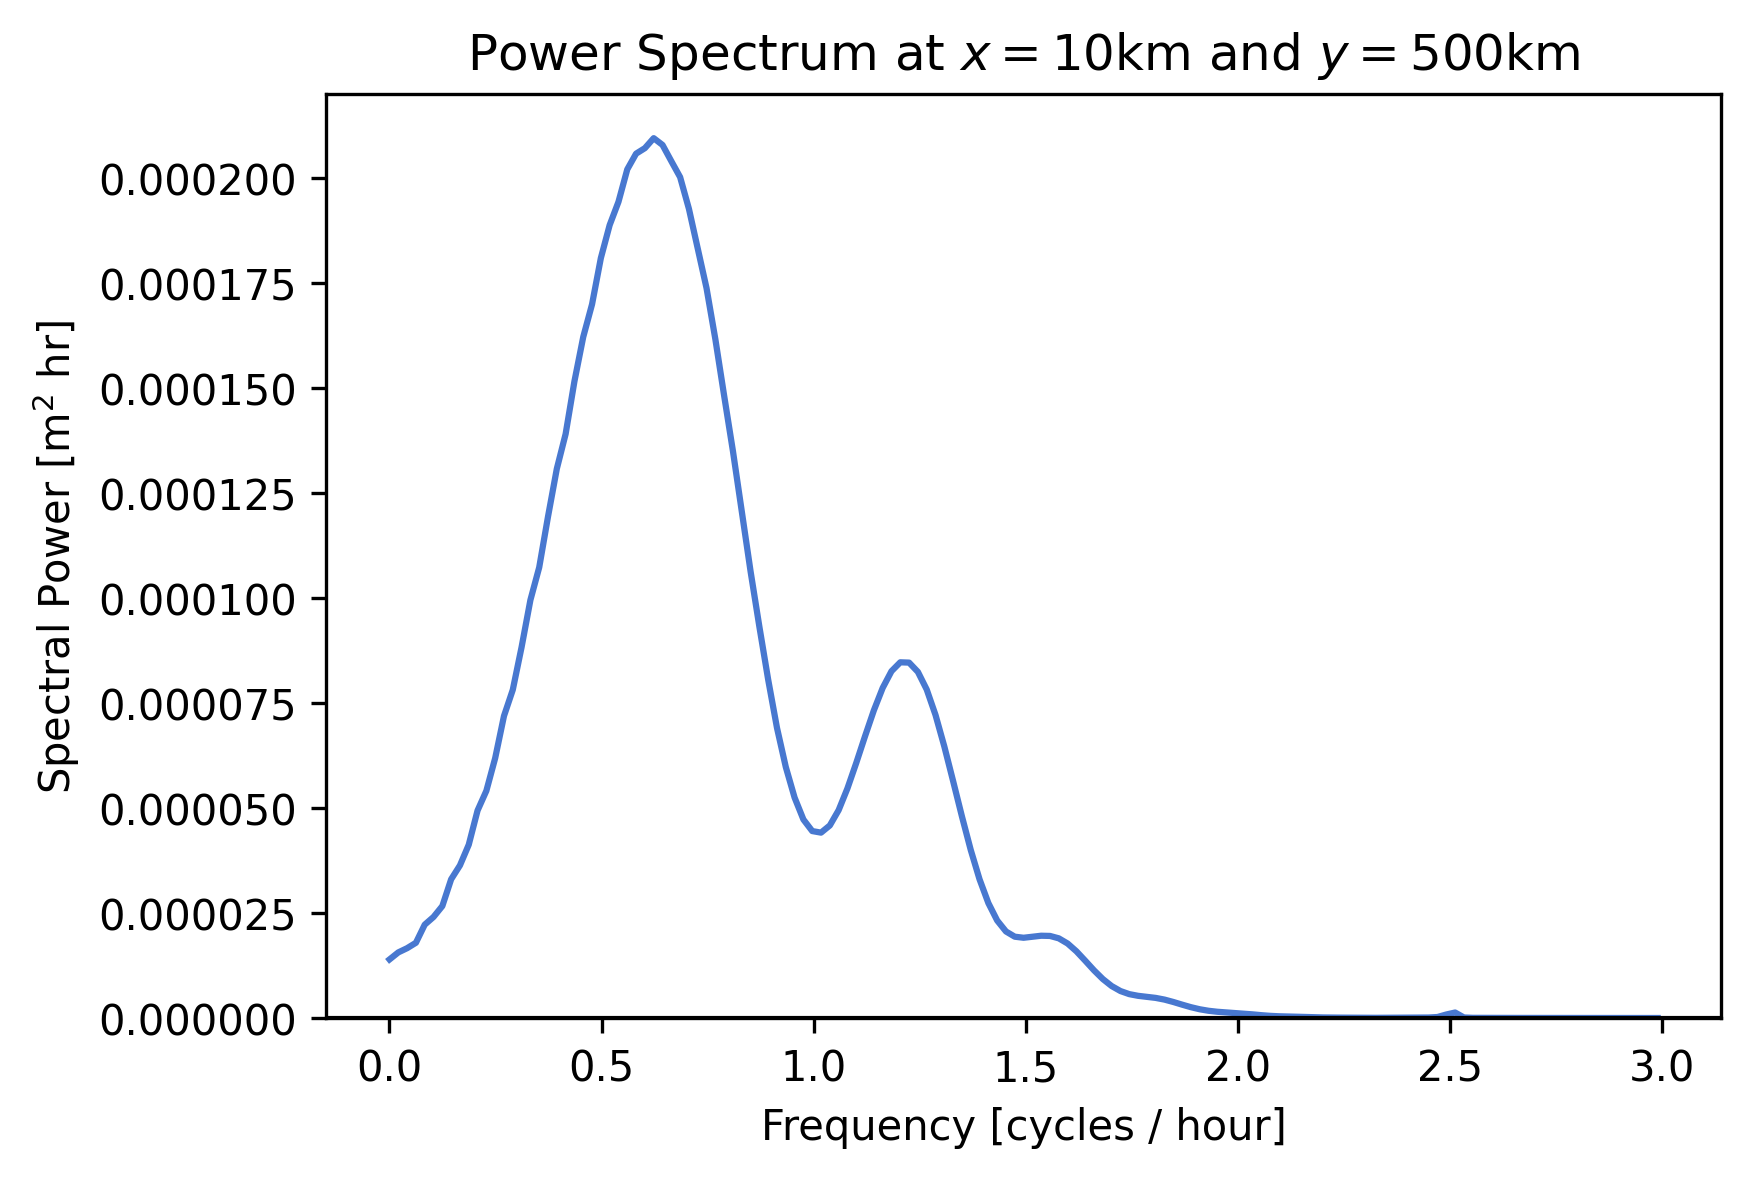 Power Spectrum at x = 10km and y = 500km
Spectral Power [m² hr]
0.000200
0.000175
0.000150
0.000125
0.000100
0.000075
0.000050
0.000025
0.000000
0.0 0.5 1.0 1.5 2.0 2.5 3.0
Frequency [cycles / hour]